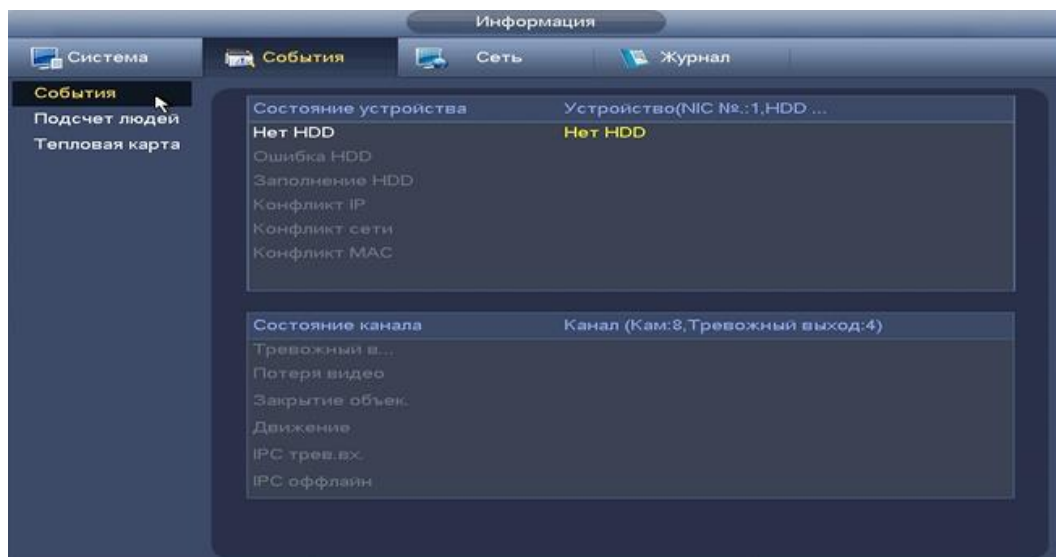 Информация
Система События Сеть Журнал
События
Подсчет людей
Тепловая карта
Состояние устройства Устройство(NIC №.:1,HDD ...
Нет HDD Нет HDD
Ошибка HDD
Заполнение HDD
Конфликт IP
Конфликт сети
Конфликт MAC
Состояние канала Канал (Кам:8,Тревожный выход:4)
Тревожный в...
Потеря видео
Закрытие объек.
Движение
IPC трев.вх.
IPC оффлайн